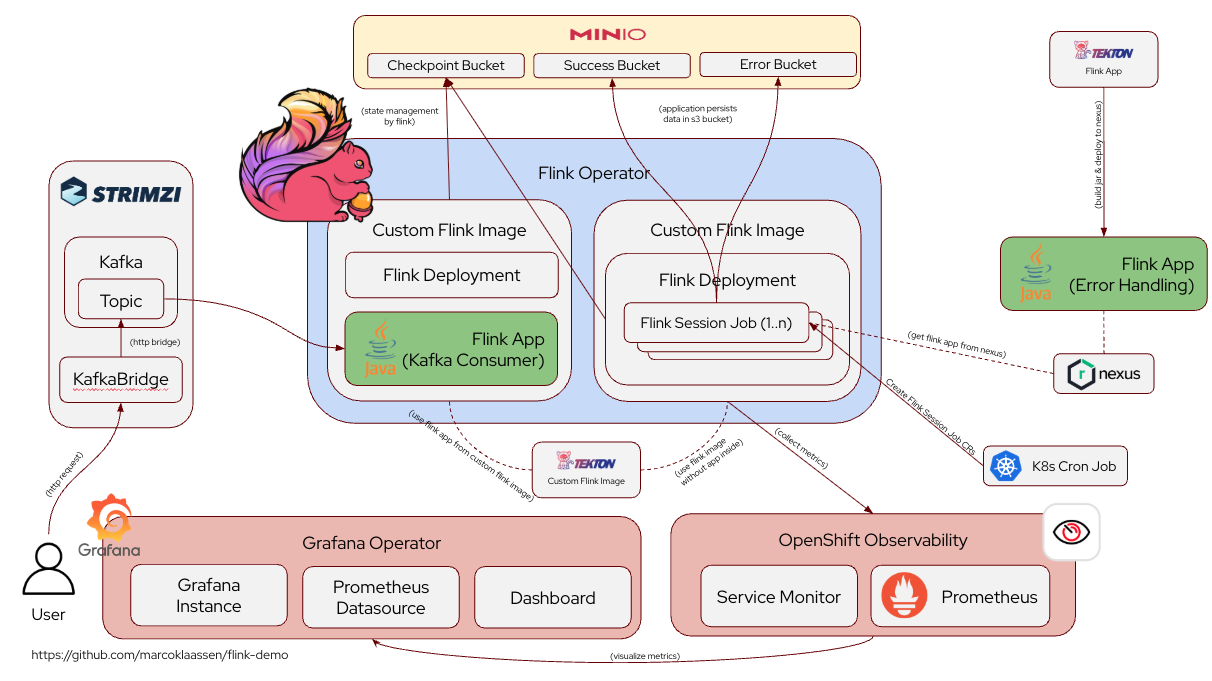 MINIO
Checkpoint Bucket
Success Bucket
Error Bucket
(state management
by flink)
(application persists
data in s3 bucket)
TEKTON
Flink App
(build jar & deploy to nexus)
STRIMZI
Kafka
Topic
(http bridge)
KafkaBridge
(http request)
User
Flink Operator
Custom Flink Image
Flink Deployment
Java
Flink App
(Kafka Consumer)
Custom Flink Image
Flink Deployment
Flink Session Job (1..n)
Java
Flink App
(Error Handling)
(get flink app from nexus)
r
nexus
Create Flink Session Job CRs
K8s Cron Job
(use flink app from custom flink image)
TEKTON
Custom Flink Image
(use flink image
without app inside)
(collect metrics)
Grafana
Grafana Operator
Grafana
Instance
Prometheus
Datasource
Dashboard
OpenShift Observability
Service Monitor
Prometheus
(visualize metrics)
https://github.com/marcoklaassen/flink-demo